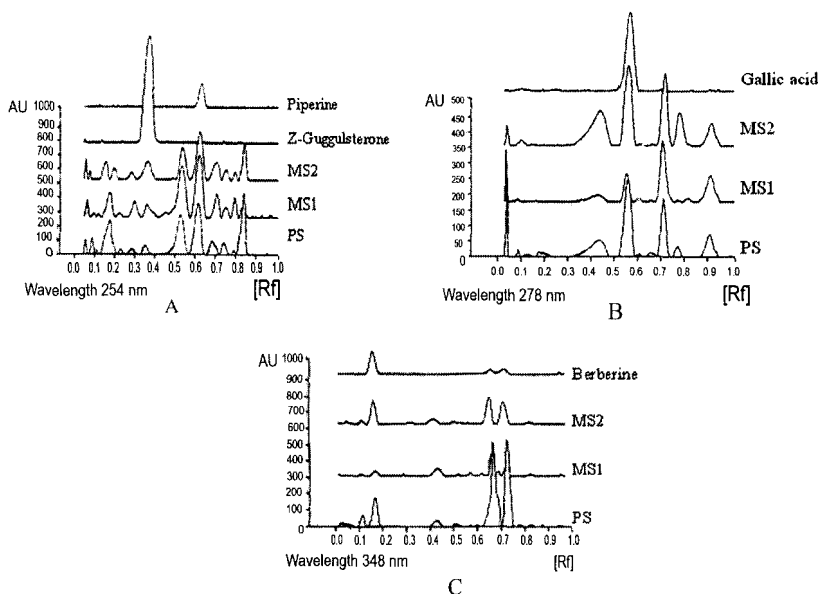 AU
1000
900
800
700
600
500
400
300
200
100
0
Piperine
Z-Guggulsterone
MS2
MS1
PS
0.0 0.1 0.2 0.3 0.4 0.5 0.6 0.7 0.8 0.9 1.0
Wavelength 254 nm
[Rf]
A
AU
500
450
400
350
300
250
200
150
100
50
0
Gallic acid
MS2
MS1
PS
0.0 0.1 0.2 0.3 0.4 0.5 0.6 0.7 0.8 0.9 1.0
Wavelength 278 nm
[Rf]
B
AU
1000
900
800
700
600
500
400
300
200
100
0
Berberine
MS2
MS1
PS
0.0 0.1 0.2 0.3 0.4 0.5 0.6 0.7 0.8 0.9 1.0
Wavelength 348 nm
[Rf]
C